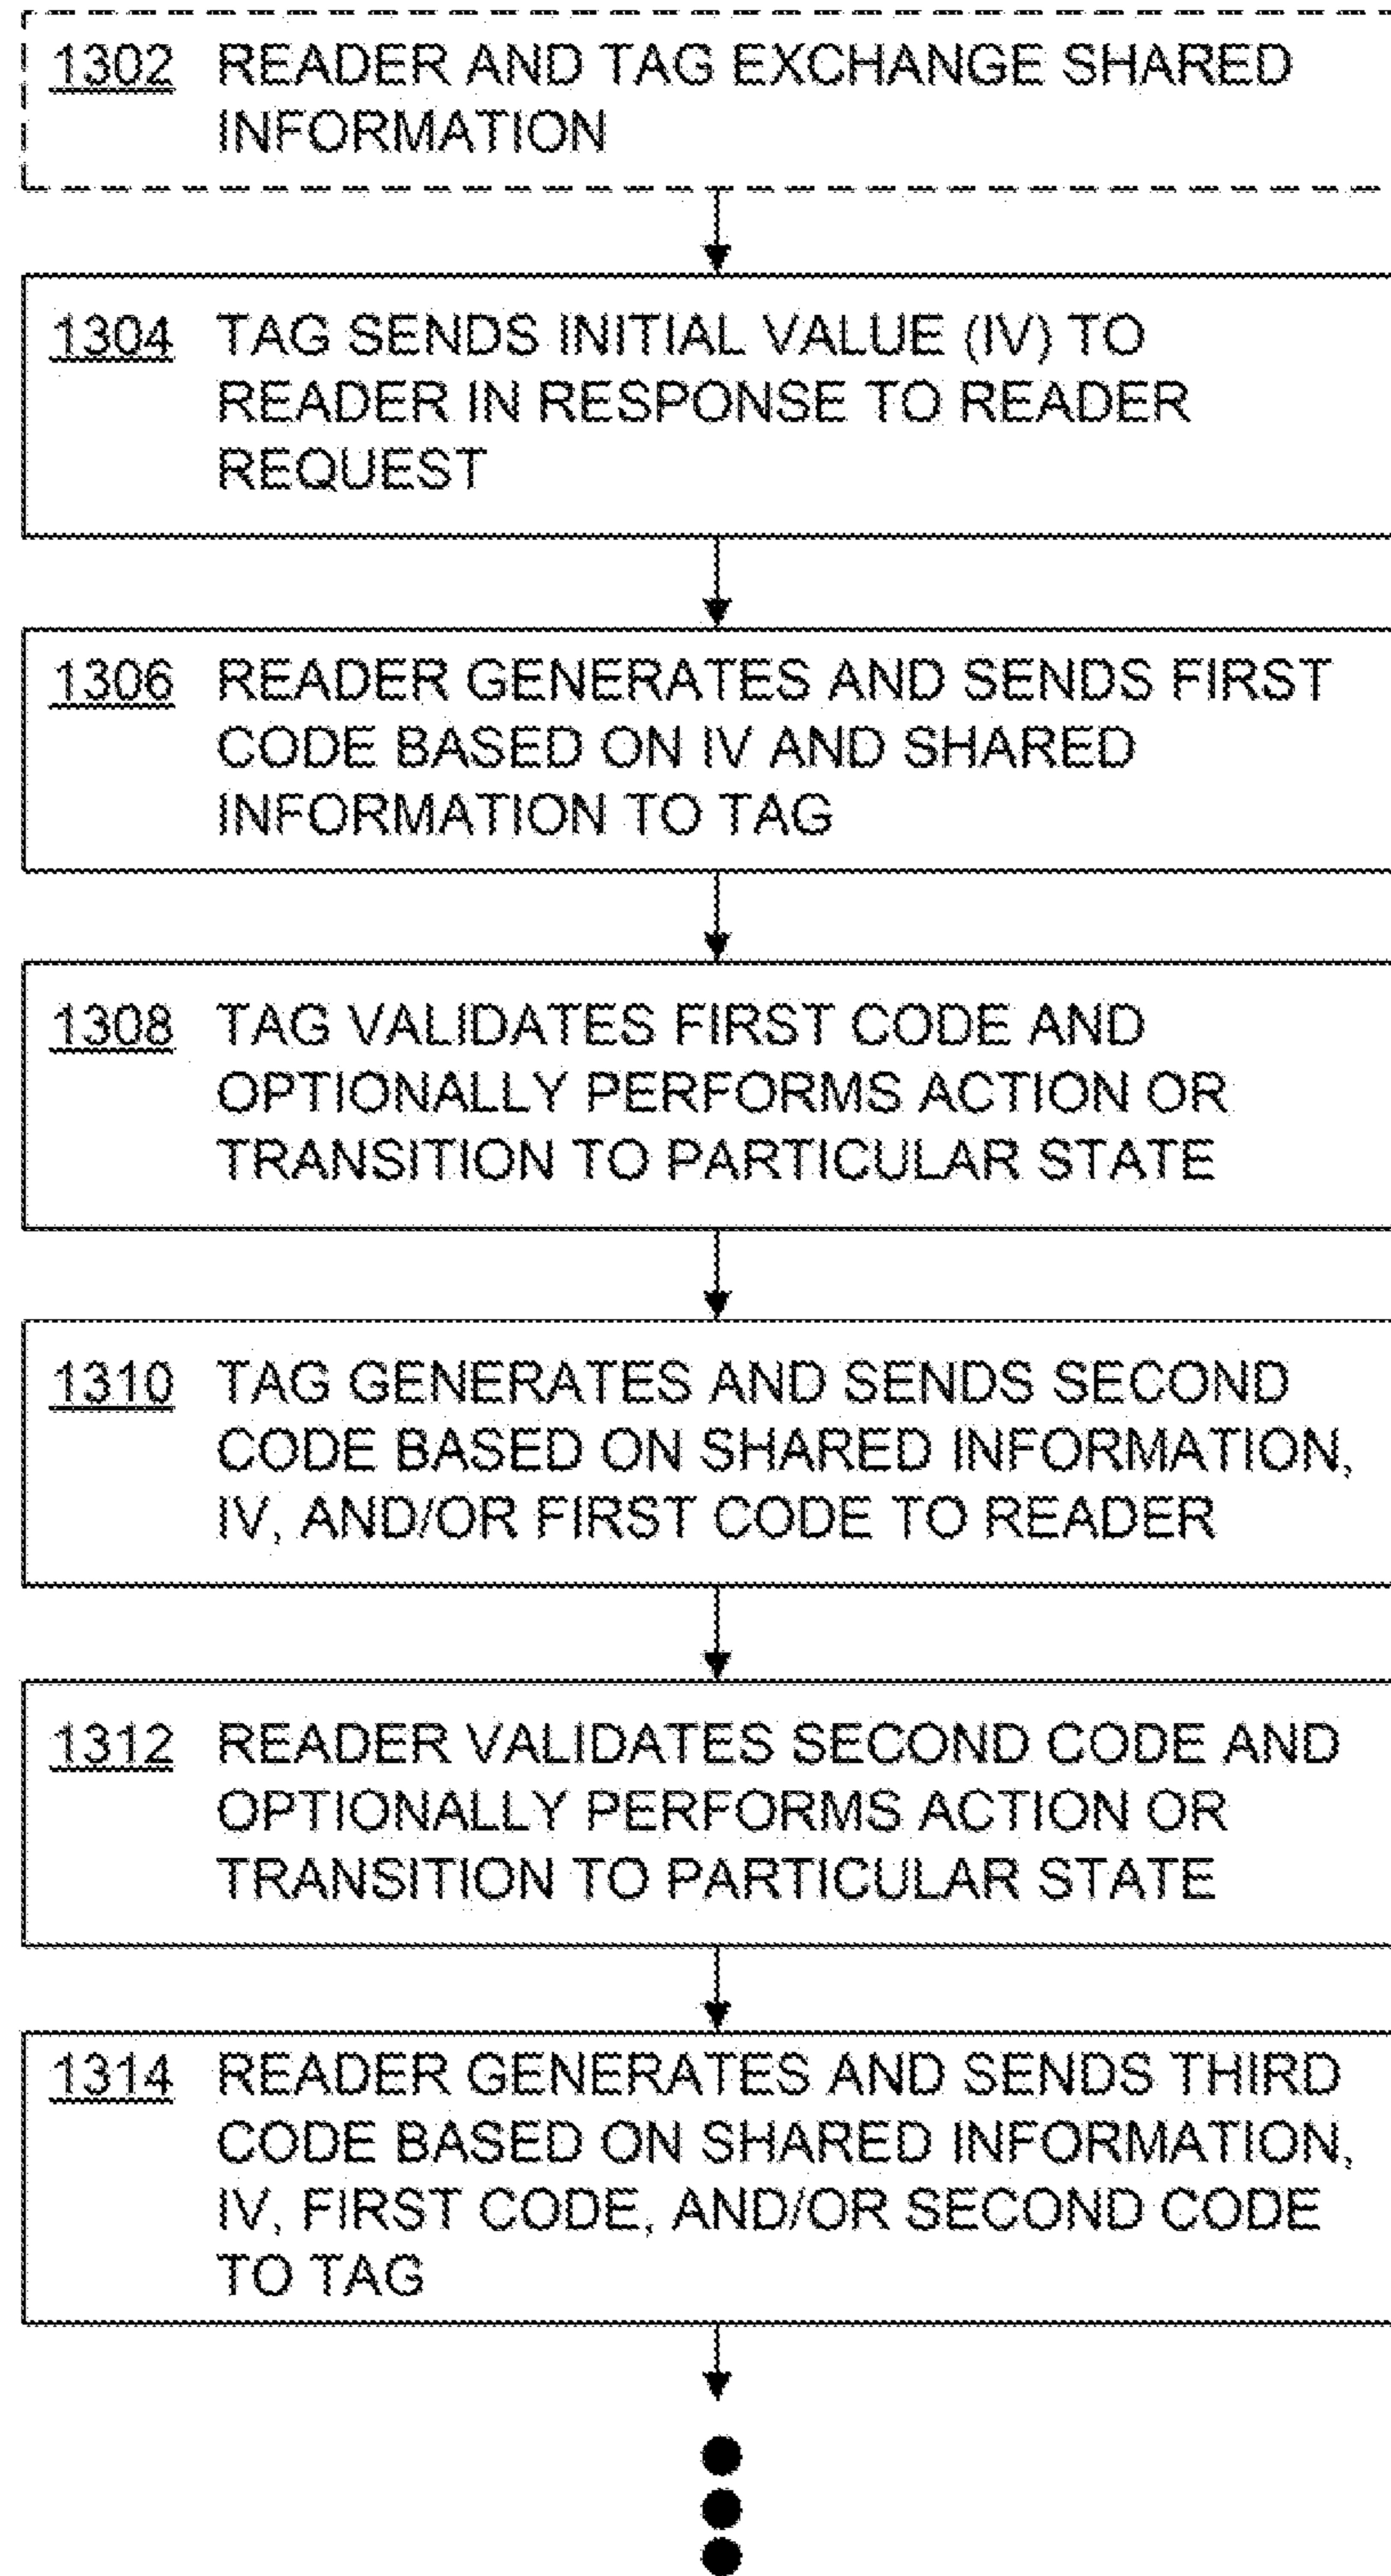 1302 READER AND TAG EXCHANGE SHARED
INFORMATION
1304 TAG SENDS INITIAL VALUE (IV) TO
READER IN RESPONSE TO READER
REQUEST
1306 READER GENERATES AND SENDS FIRST
CODE BASED ON IV AND SHARED
INFORMATION TO TAG
1308 TAG VALIDATES FIRST CODE AND
OPTIONALLY PERFORMS ACTION OR
TRANSITION TO PARTICULAR STATE
1310 TAG GENERATES AND SENDS SECOND
CODE BASED ON SHARED INFORMATION,
IV, AND/OR FIRST CODE TO READER
1312 READER VALIDATES SECOND CODE AND
OPTIONALLY PERFORMS ACTION OR
TRANSITION TO PARTICULAR STATE
1314 READER GENERATES AND SENDS THIRD
CODE BASED ON SHARED INFORMATION,
IV, FIRST CODE, AND/OR SECOND CODE
TO TAG